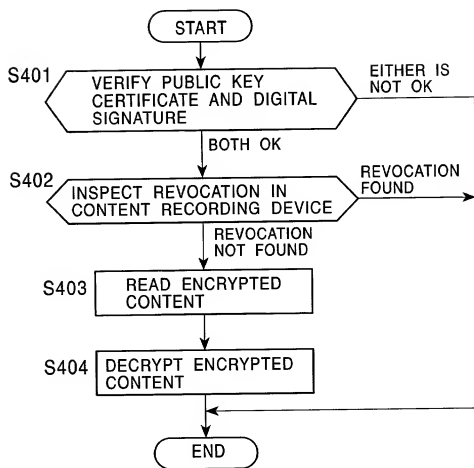 START
S401
VERIFY PUBLIC KEY
CERTIFICATE AND DIGITAL
SIGNATURE
EITHER IS
NOT OK
BOTH OK
S402
INSPECT REVOCATION IN
CONTENT RECORDING DEVICE
REVOCATION
FOUND
REVOCATION
NOT FOUND
S403
READ ENCRYPTED
CONTENT
S404
DECRYPT ENCRYPTED
CONTENT
END